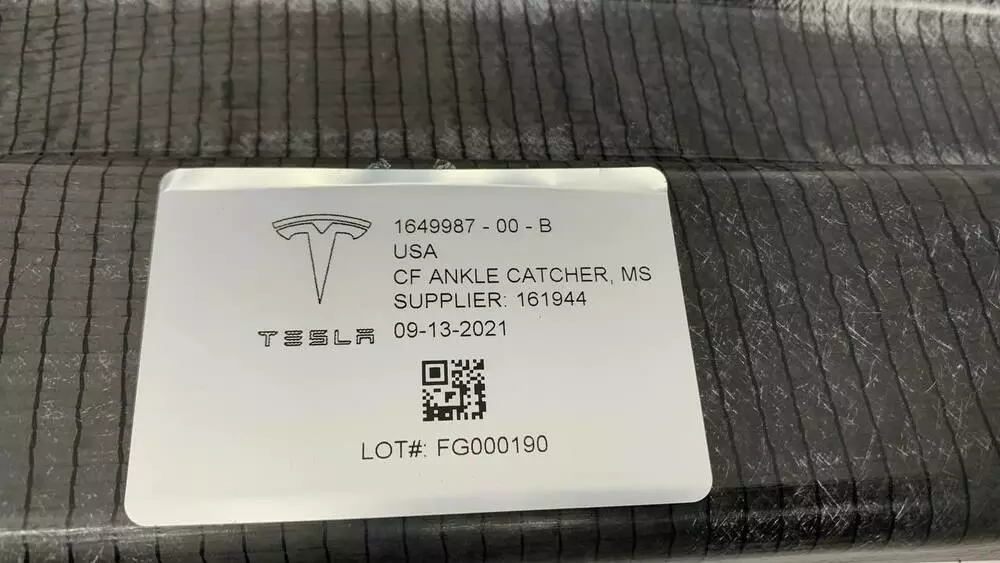 1649987 - 00 - B
USA
CF ANKLE CATCHER, MS
SUPPLIER: 161944
TESLA 09-13-2021
LOT#: FG000190